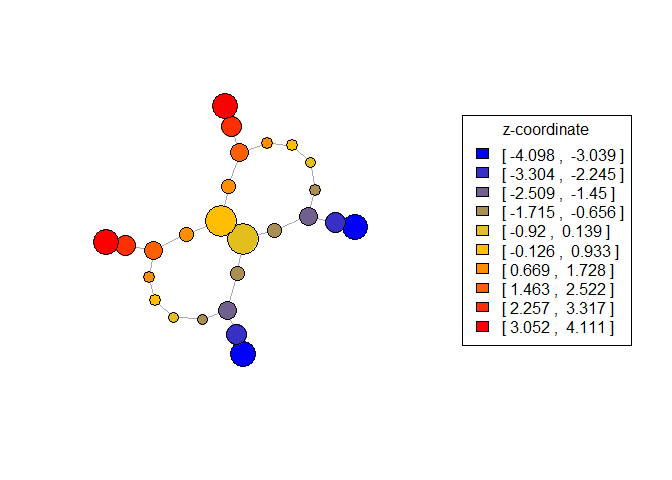 z-coordinate
[ -4.098 , -3.039 ]
[ -3.304 , -2.245 ]
[ -2.509 , -1.45 ]
[ -1.715 , -0.656 ]
[ -0.92 , 0.139 ]
[ -0.126 , 0.933 ]
[ 0.669 , 1.728 ]
[ 1.463 , 2.522 ]
[ 2.257 , 3.317 ]
[ 3.052 , 4.111 ]